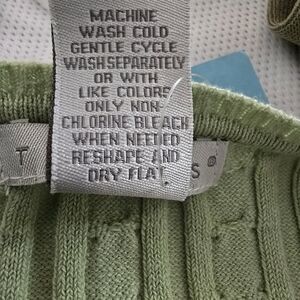 MACHINE
WASH COLD
GENTLE CYCLE
WASH SEPARATELY
OR WITH
LIKE COLORS
ONLY NON-
CHLORINE BLEACH
WHEN NEEDED
RESHAPE AND
DRY FLAT
T
S ®